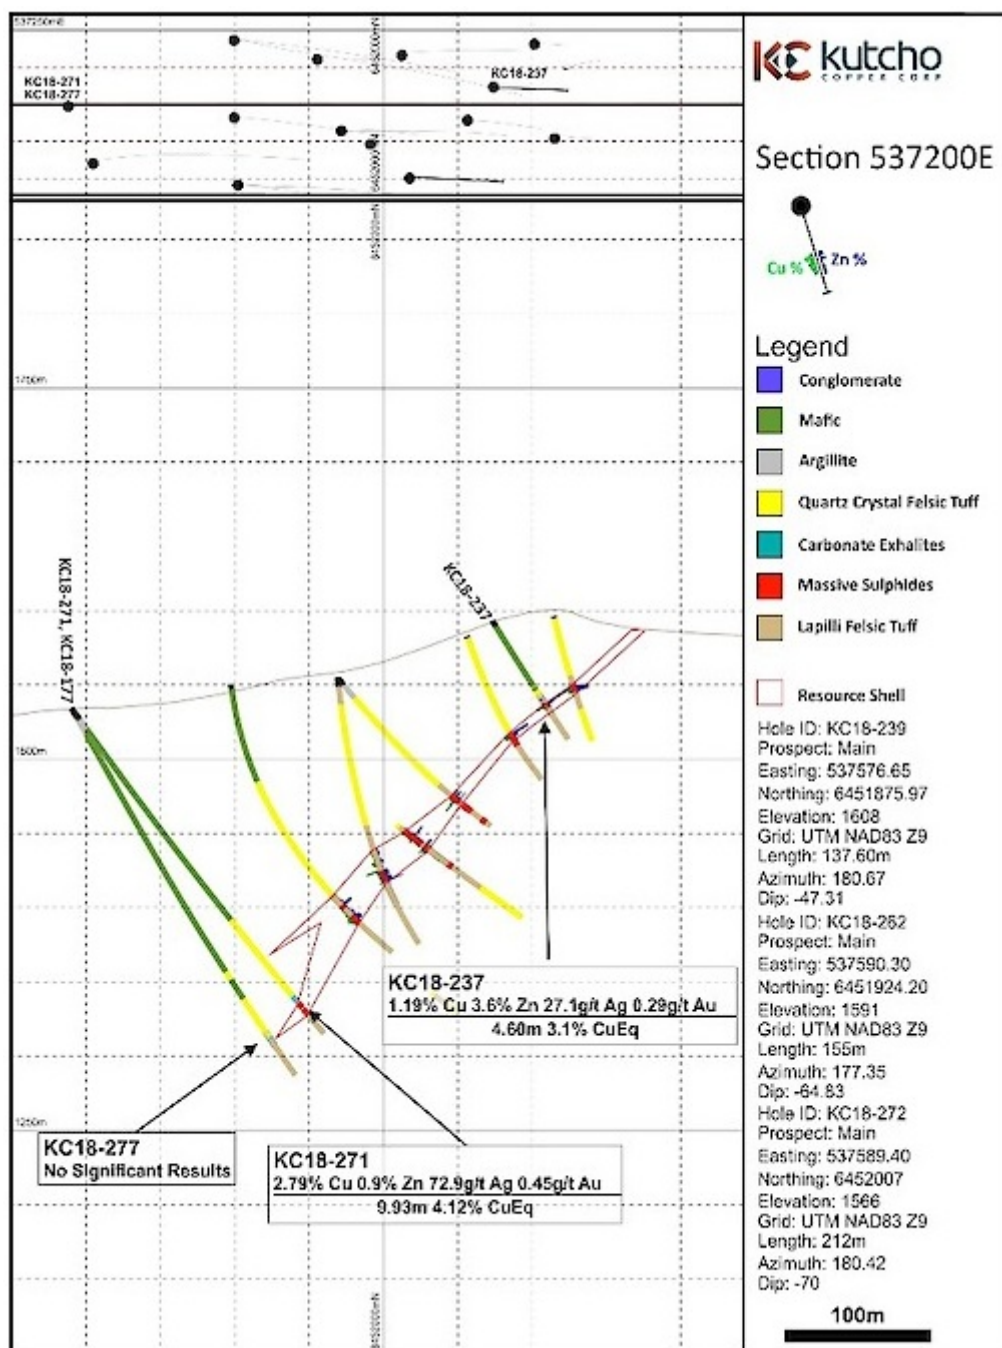 537250mE
6452000mN
KC18-237
KC18-271
KC18-277
6452000mN
6452000mN
1700m
KC18-271, KC18-177
KC18-237
1250m
KC18-237
1.19% Cu 3.6% Zn 27.1g/t Ag 0.29g/t Au
4.60m 3.1% CuEq
KC18-277
No Significant Results
KC18-271
2.79% Cu 0.9% Zn 72.9g/t Ag 0.45g/t Au
9.93m 4.12% CuEq
6452000mN
KC kutcho
COPPER CORP
Section 537200E
Cu %
Zn %
Legend
Conglomerate
Mafic
Argillite
Quartz Crystal Felsic Tuff
Carbonate Exhalites
Massive Sulphides
Lapilli Felsic Tuff
Resource Shell
Hole ID: KC18-239
Prospect: Main
Easting: 537576.65
Northing: 6451875.97
Elevation: 1608
Grid: UTM NAD83 Z9
Length: 137.60m
Azimuth: 180.67
Dip: -47.31
Hole ID: KC18-262
Prospect: Main
Easting: 537590.30
Northing: 6451924.20
Elevation: 1591
Grid: UTM NAD83 Z9
Length: 155m
Azimuth: 177.35
Dip: -64.83
Hole ID: KC18-272
Prospect: Main
Easting: 537589.40
Northing: 6452007
Elevation: 1566
Grid: UTM NAD83 Z9
Length: 212m
Azimuth: 180.42
Dip: -70
100m